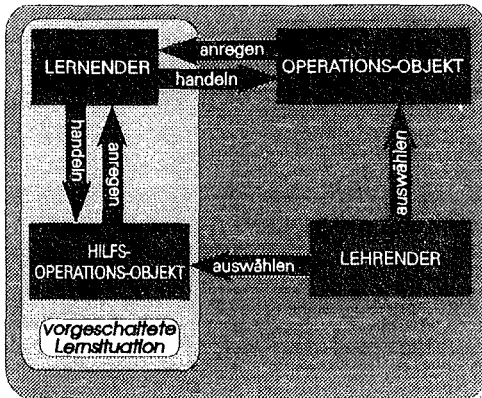 anregen
LERNENDER
OPERATIONS-OBJEKT
handeln
handeln
anregen
auswählen
HILFS-
OPERATIONS-OBJEKT
auswählen
LEHRENDER
vorgeschaltete
Lernsituation